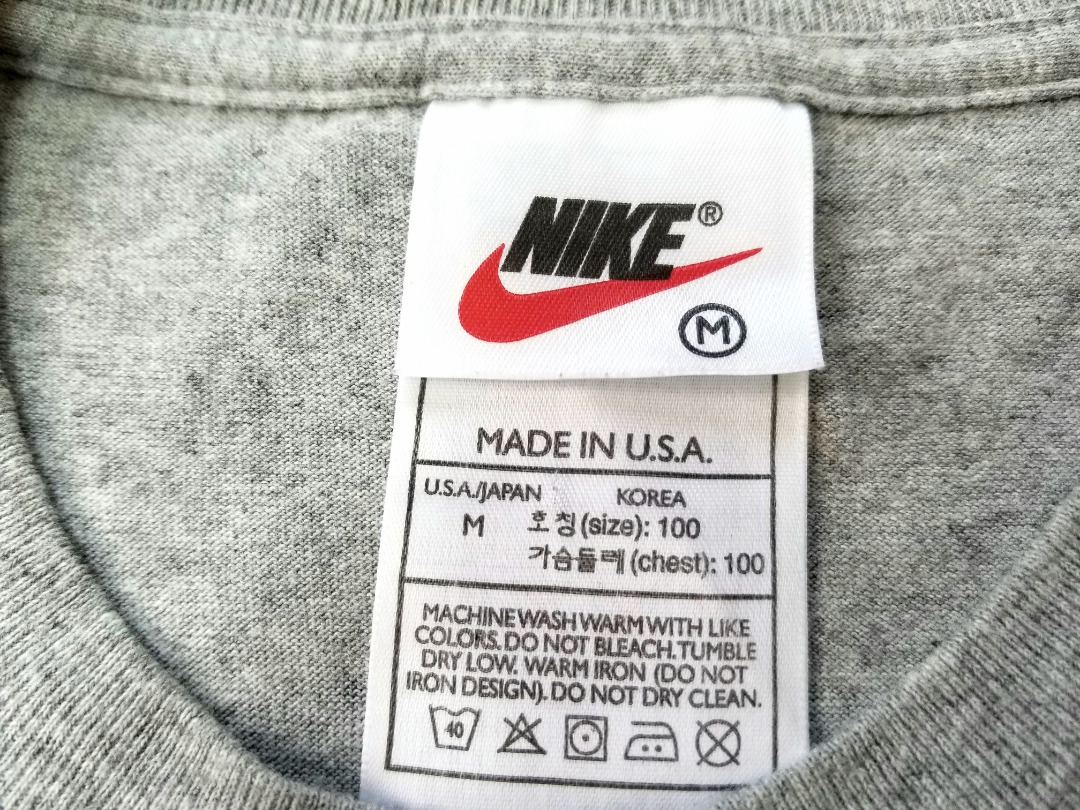 NIKE®
M
MADE IN U.S.A.
U.S.A./JAPAN KOREA
M 호칭(size): 100
가슴둘레(chest): 100
MACHINE WASH WARM WITH LIKE
COLORS. DO NOT BLEACH. TUMBLE
DRY LOW. WARM IRON (DO NOT
IRON DESIGN). DO NOT DRY CLEAN.
40